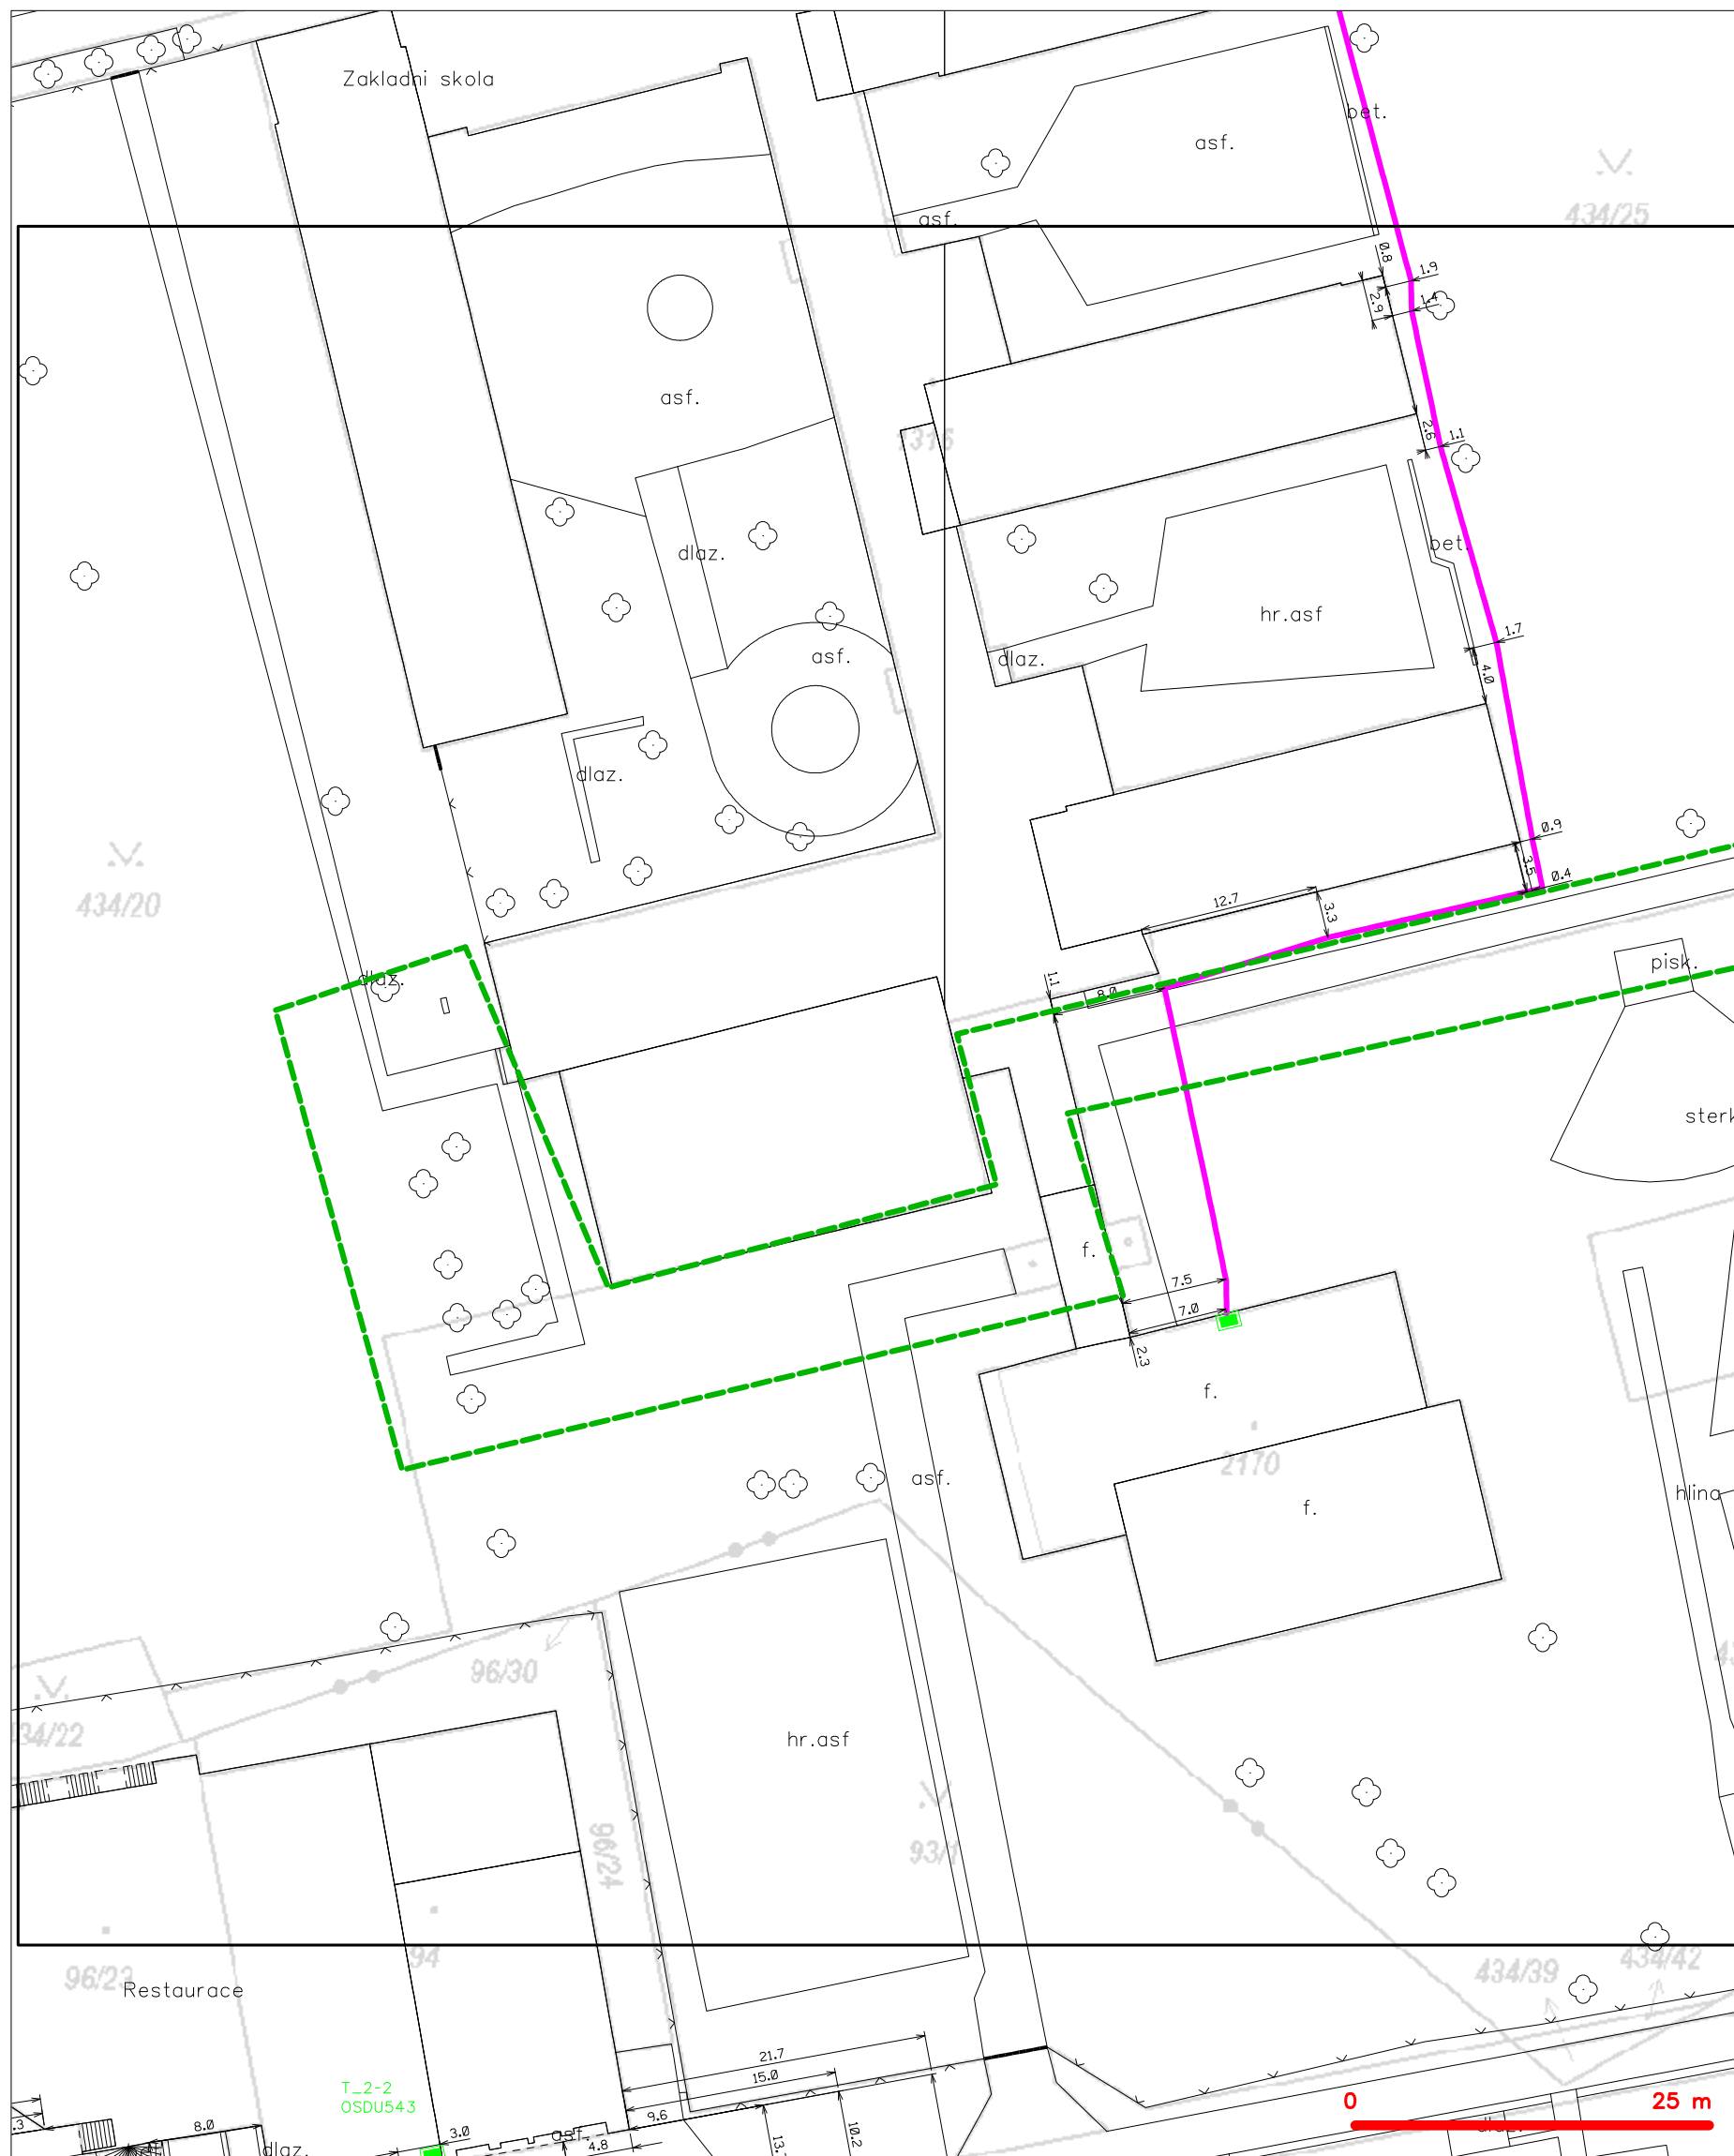 Zakladni skola
bet.
asf.
434/25
asf.
0.8
1.9
2.9
1.4
asf.
1316
2.6
1.1
dlaz.
bet.
hr.asf
1.7
asf.
dlaz.
4.0
dlaz.
0.9
3.5
0.4
434/20
12.7
3.3
dlaz.
pisk.
1.1
8.0
sterk
f.
7.5
7.0
2.3
f.
2170
asf.
hlina
f.
96/30
34/22
hr.asf
96/24
93/1
94
96/23
434/39
434/42
Restaurace
21.7
15.0
T_2-2
OSDU543
0
25 m
9.6
10.2
.3
8.0
3.0
asf.
4.8
13.
dlaz.
dlaz.